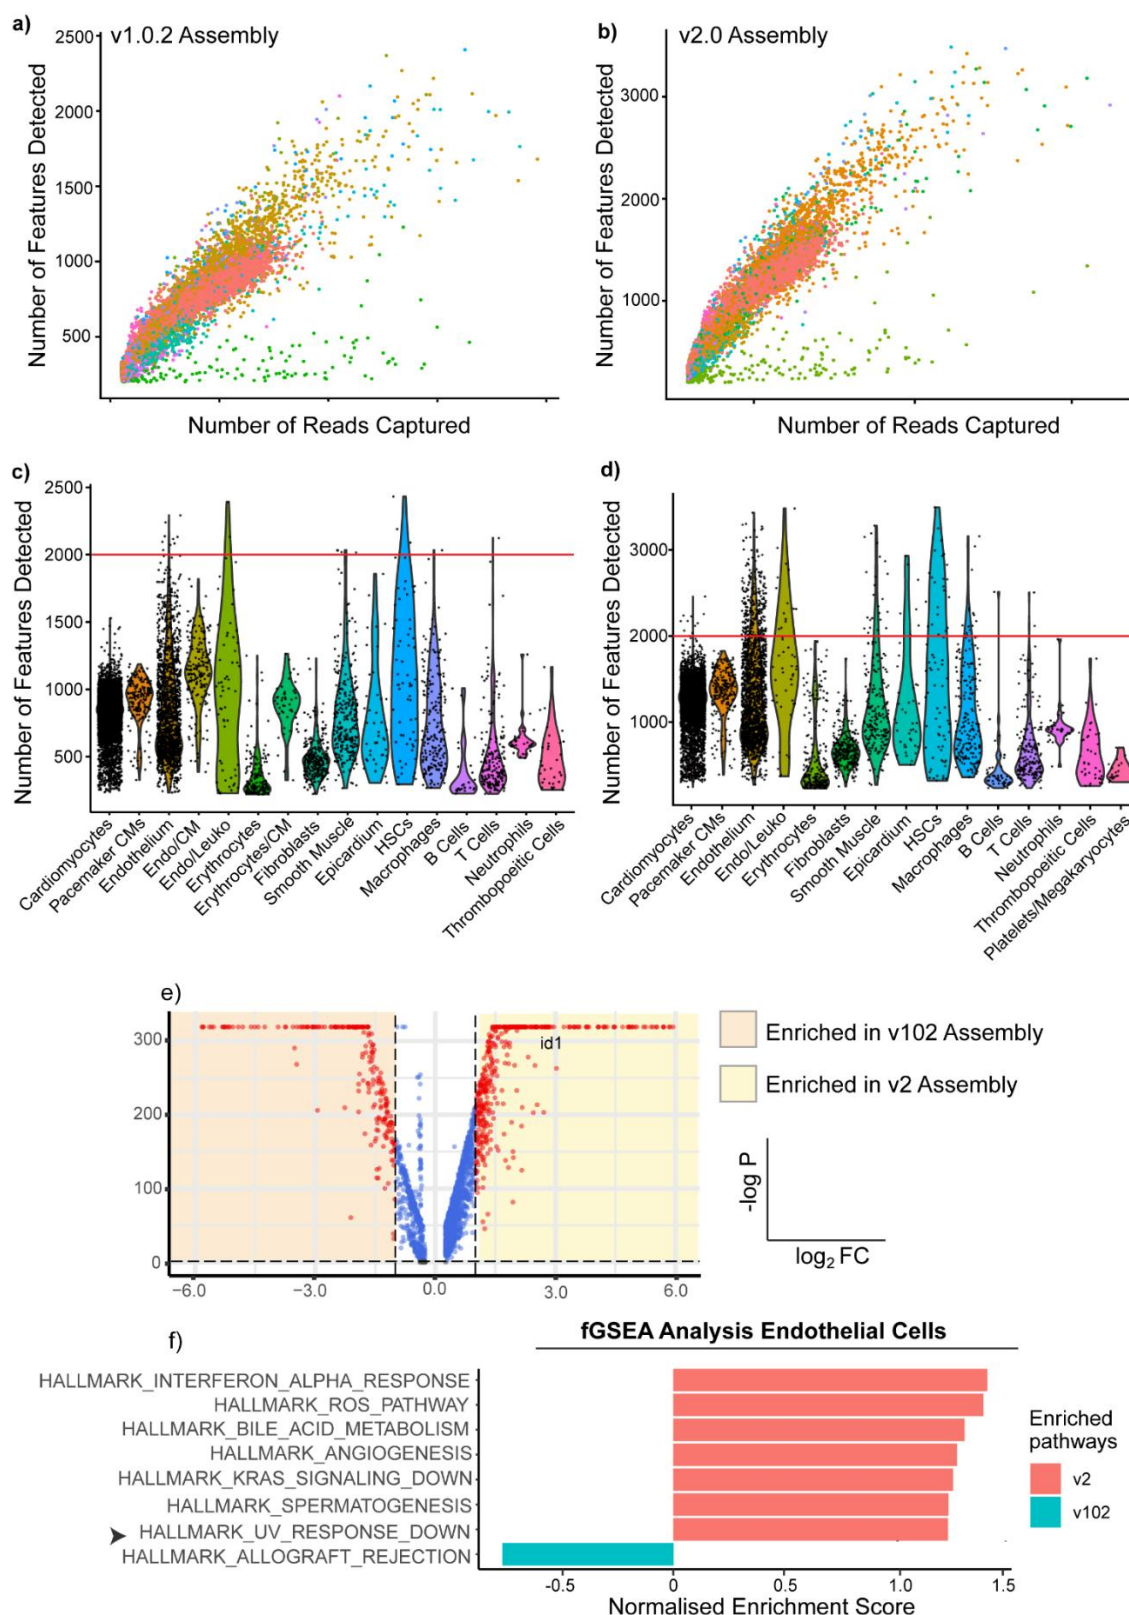 a)
v1.0.2 Assembly
Number of Features Detected
2500
2000
1500
1000
500
Number of Reads Captured
b)
v2.0 Assembly
Number of Features Detected
3000
2000
1000
Number of Reads Captured
c)
Number of Features Detected
2500
2000
1500
1000
500
Cardiomyocytes
Pacemaker CMs
Endothelium
Endo/CM
Endo/Leuko
Erythrocytes
Erythrocytes/CM
Fibroblasts
Smooth Muscle
Epicardium
HSCs
Macrophages
B Cells
T Cells
Neutrophils
Thrombopoeitic Cells
d)
Number of Features Detected
3000
2000
1000
Cardiomyocytes
Pacemaker CMs
Endothelium
Endo/Leuko
Erythrocytes
Fibroblasts
Smooth Muscle
Epicardium
HSCs
Macrophages
B Cells
T Cells
Neutrophils
Thrombopoeitic Cells
Platelets/Megakaryocytes
e)
300
200
100
0
−6.0 −3.0 0.0 3.0 6.0
id1
Enriched in v102 Assembly
Enriched in v2 Assembly
-log P
log2 FC
f)
fGSEA Analysis Endothelial Cells
HALLMARK_INTERFERON_ALPHA_RESPONSE
HALLMARK_ROS_PATHWAY
HALLMARK_BILE_ACID_METABOLISM
HALLMARK_ANGIOGENESIS
HALLMARK_KRAS_SIGNALING_DOWN
HALLMARK_SPERMATOGENESIS
HALLMARK_UV_RESPONSE_DOWN
HALLMARK_ALLOGRAFT_REJECTION
-0.5 0 0.5 1.0 1.5
Normalised Enrichment Score
Enriched
pathways
v2
v102